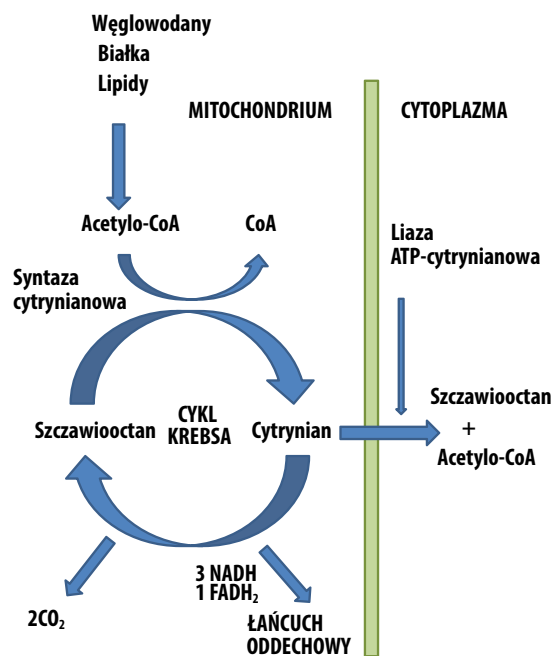 Węglowodany
Białka
Lipidy
MITOCHONDRIUM
CYTOPLAZMA
Acetylo-CoA
CoA
Liaza
ATP-cytrynianowa
Syntaza
cytrynianowa
Szczawiooctan
CYKL
KREBSA
Cytrynian
Szczawiooctan
+
Acetylo-CoA
3 NADH
1 FADH₂
2CO₂
ŁAŃCUCH
ODDECHOWY